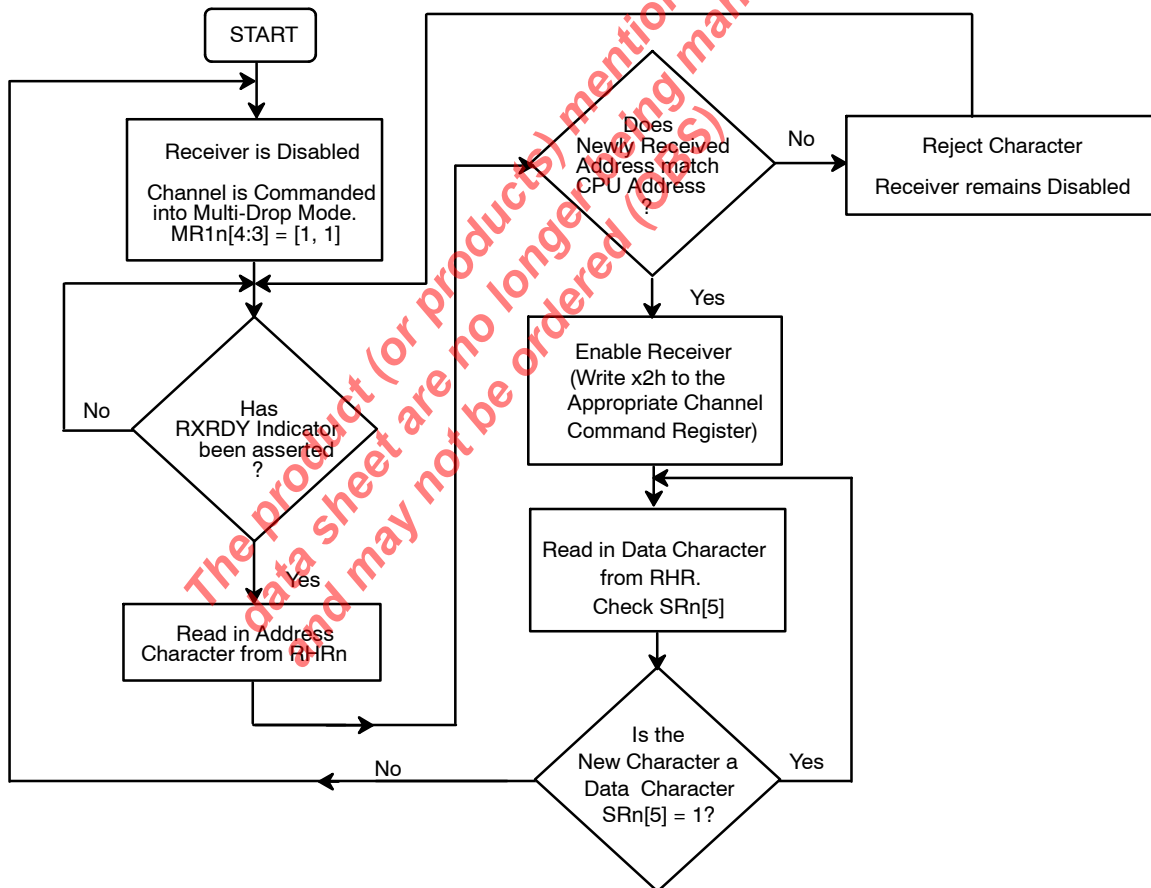 START
Receiver is Disabled
Channel is Commanded
into Multi-Drop Mode.
MR1n[4:3] = [1, 1]
No
Has
RXRDY Indicator
been asserted
?
Yes
Read in Address
Character from RHRn
Does
Newly Received
Address match
CPU Address
?
No
Reject Character
Receiver remains Disabled
Yes
Enable Receiver
(Write x2h to the
Appropriate Channel
Command Register)
Read in Data Character
from RHR.
Check SRn[5]
Is the
New Character a
Data Character
SRn[5] = 1?
Yes
No
The product (or products) mention
data sheet are no longer being man
and may not be ordered (OBS)